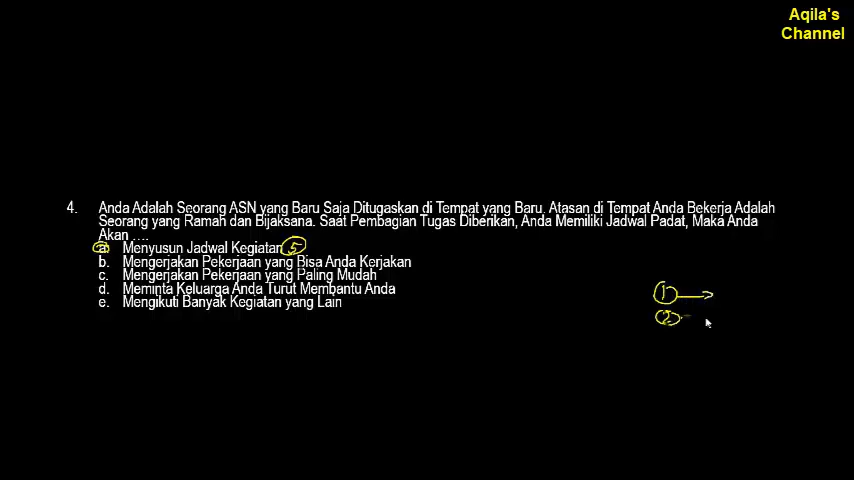 Aqila's
Channel
4. Anda Adalah Seorang ASN yang Baru Saja Ditugaskan di Tempat yang Baru. Atasan di Tempat Anda Bekerja Adalah
Seorang yang Ramah dan Bijaksana. Saat Pembagian Tugas Diberikan, Anda Memiliki Jadwal Padat, Maka Anda
Akan ….
a. Menyusun Jadwal Kegiatan 5
b. Mengerjakan Pekerjaan yang Bisa Anda Kerjakan
c. Mengerjakan Pekerjaan yang Paling Mudah
d. Meminta Keluarga Anda Turut Membantu Anda
e. Mengikuti Banyak Kegiatan yang Lain
1
2